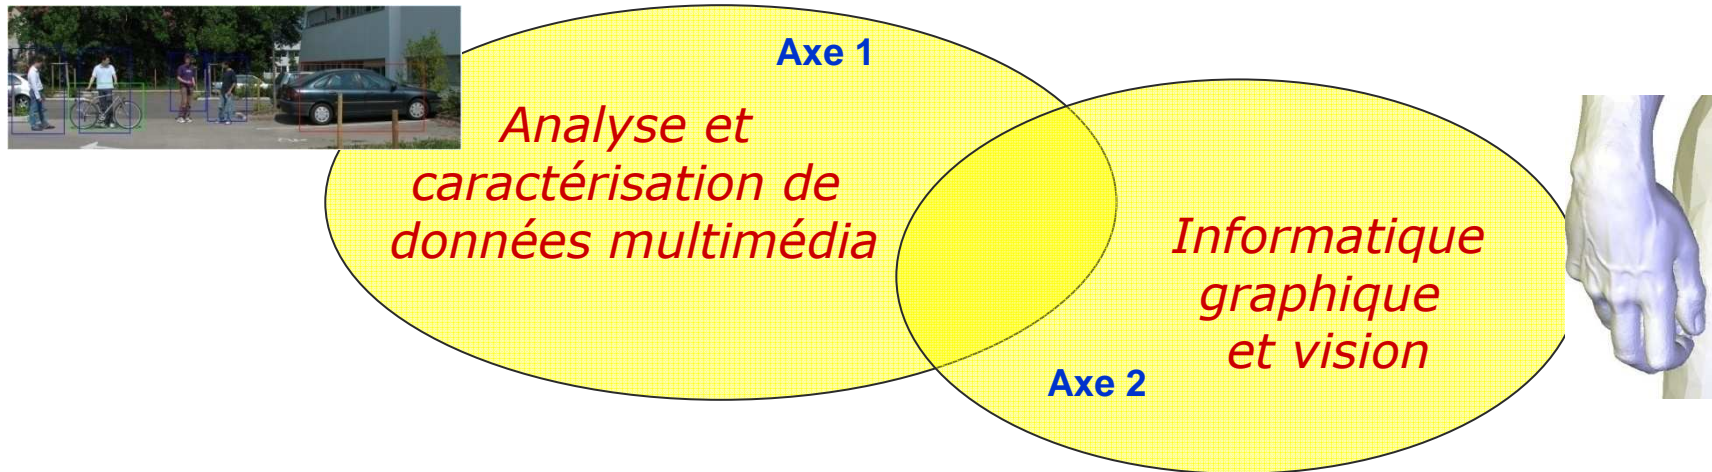 Axe 1
Analyse et
caractérisation de
données multimédia
Informatique
graphique
et vision
Axe 2